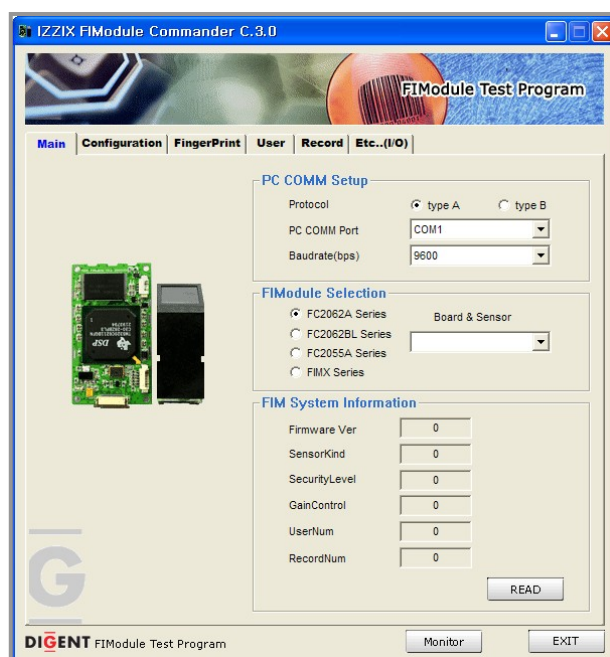 IZZIX FIModule Commander C.3.0
FIModule Test Program
Main Configuration FingerPrint User Record Etc..(I/O)
PC COMM Setup
Protocol type A type B
PC COMM Port COM1
Baudrate(bps) 9600
FIModule Selection
FC2062A Series Board & Sensor
FC2062BL Series
FC2055A Series
FIMX Series
FIM System Information
Firmware Ver 0
SensorKind 0
SecurityLevel 0
GainControl 0
UserNum 0
RecordNum 0
READ
DSP
G
DIGENT FIModule Test Program Monitor EXIT